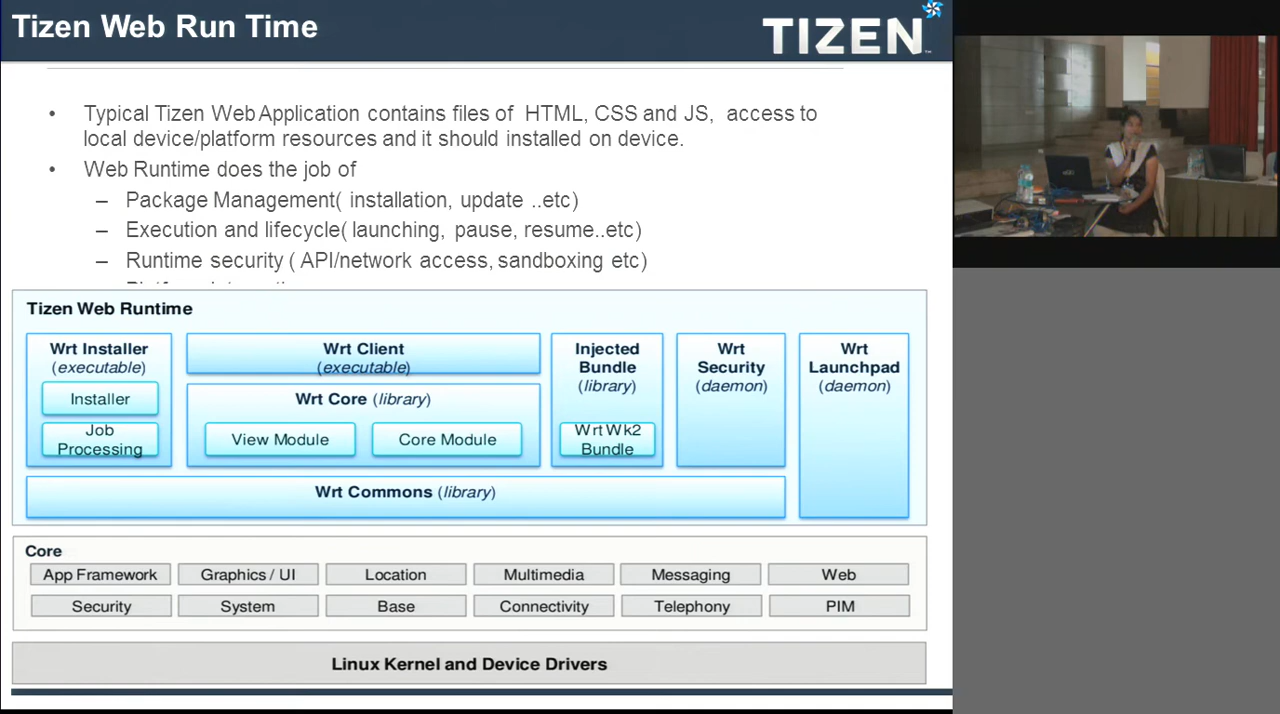 Tizen Web Run Time
TIZEN™
• Typical Tizen Web Application contains files of HTML, CSS and JS, access to
local device/platform resources and it should installed on device.
• Web Runtime does the job of
– Package Management( installation, update ..etc)
– Execution and lifecycle( launching, pause, resume..etc)
– Runtime security ( API/network access, sandboxing etc)
Tizen Web Runtime
Wrt Installer
(executable)
Installer
Job
Processing
Wrt Client
(executable)
Wrt Core (library)
View Module
Core Module
Injected
Bundle
(library)
WrtWk2
Bundle
Wrt
Security
(daemon)
Wrt
Launchpad
(daemon)
Wrt Commons (library)
Core
App Framework
Graphics / UI
Location
Multimedia
Messaging
Web
Security
System
Base
Connectivity
Telephony
PIM
Linux Kernel and Device Drivers